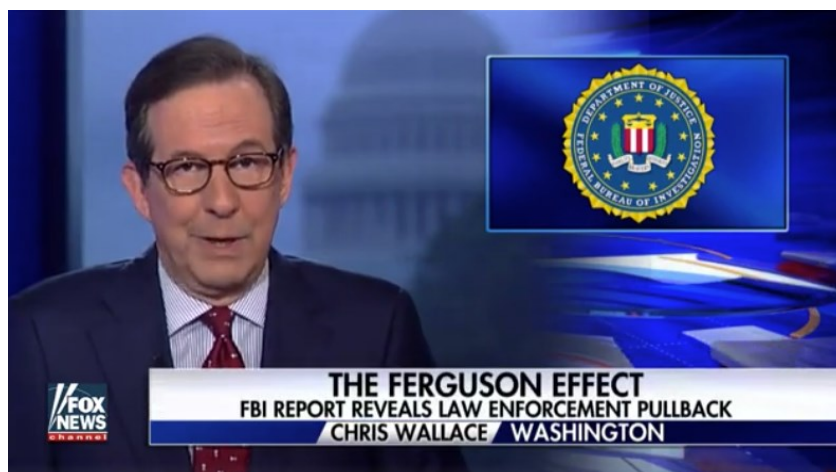 DEPARTMENT OF JUSTICE
FEDERAL BUREAU OF INVESTIGATION
THE FERGUSON EFFECT
FBI REPORT REVEALS LAW ENFORCEMENT PULLBACK
CHRIS WALLACE WASHINGTON
FOX
NEWS
channel